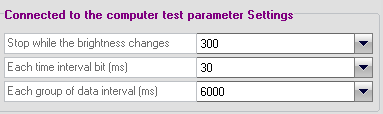 Connected to the computer test parameter Settings
Stop while the brightness changes 300
Each time interval bit (ms) 30
Each group of data interval (ms) 6000